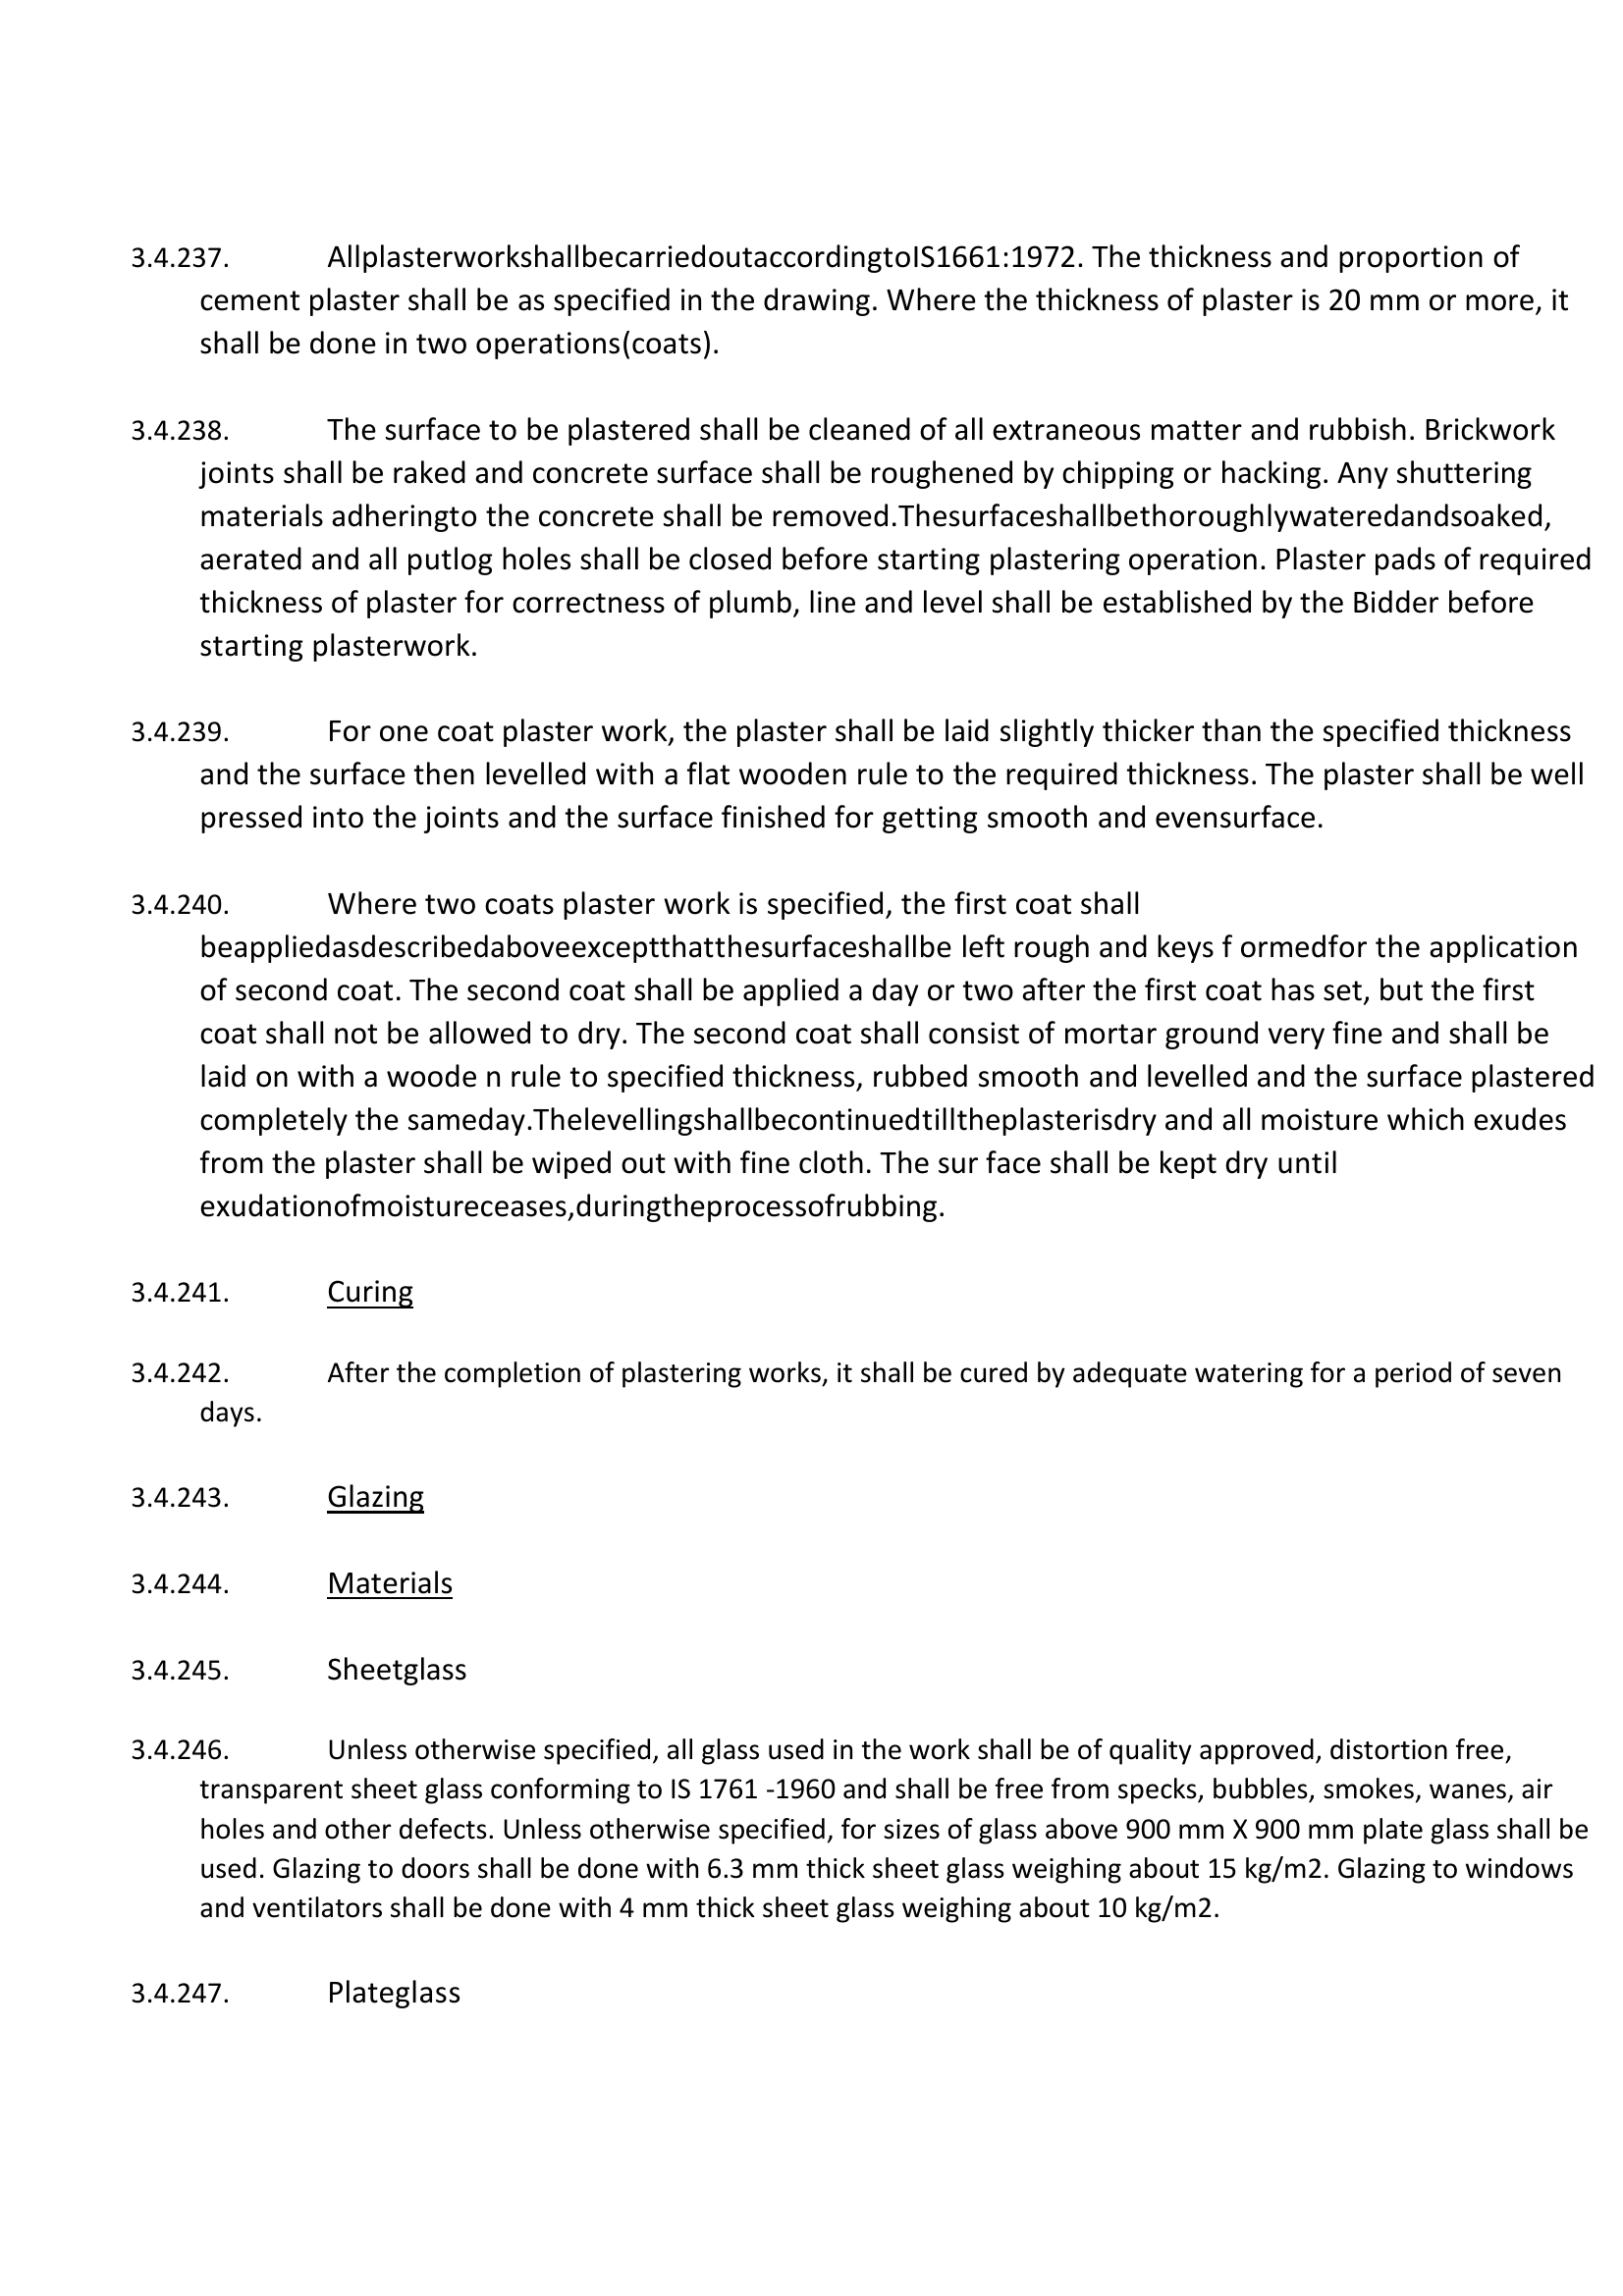 3.4.237. AllplasterworkshallbecarriedoutaccordingtoIS1661:1972. The thickness and proportion of
cement plaster shall be as specified in the drawing. Where the thickness of plaster is 20 mm or more, it
shall be done in two operations(coats).
3.4.238. The surface to be plastered shall be cleaned of all extraneous matter and rubbish. Brickwork
joints shall be raked and concrete surface shall be roughened by chipping or hacking. Any shuttering
materials adheringto the concrete shall be removed.Thesurfaceshallbethoroughlywateredandsoaked,
aerated and all putlog holes shall be closed before starting plastering operation. Plaster pads of required
thickness of plaster for correctness of plumb, line and level shall be established by the Bidder before
starting plasterwork.
3.4.239. For one coat plaster work, the plaster shall be laid slightly thicker than the specified thickness
and the surface then levelled with a flat wooden rule to the required thickness. The plaster shall be well
pressed into the joints and the surface finished for getting smooth and evensurface.
3.4.240. Where two coats plaster work is specified, the first coat shall
beappliedasdescribedaboveexceptthatthesurfaceshallbe left rough and keys f ormedfor the application
of second coat. The second coat shall be applied a day or two after the first coat has set, but the first
coat shall not be allowed to dry. The second coat shall consist of mortar ground very fine and shall be
laid on with a woode n rule to specified thickness, rubbed smooth and levelled and the surface plastered
completely the sameday.Thelevellingshallbecontinuedtilltheplasterisdry and all moisture which exudes
from the plaster shall be wiped out with fine cloth. The sur face shall be kept dry until
exudationofmoistureceases,duringtheprocessofrubbing.
3.4.241. Curing
3.4.242. After the completion of plastering works, it shall be cured by adequate watering for a period of seven
days.
3.4.243. Glazing
3.4.244. Materials
3.4.245. Sheetglass
3.4.246. Unless otherwise specified, all glass used in the work shall be of quality approved, distortion free,
transparent sheet glass conforming to IS 1761 -1960 and shall be free from specks, bubbles, smokes, wanes, air
holes and other defects. Unless otherwise specified, for sizes of glass above 900 mm X 900 mm plate glass shall be
used. Glazing to doors shall be done with 6.3 mm thick sheet glass weighing about 15 kg/m2. Glazing to windows
and ventilators shall be done with 4 mm thick sheet glass weighing about 10 kg/m2.
3.4.247. Plateglass